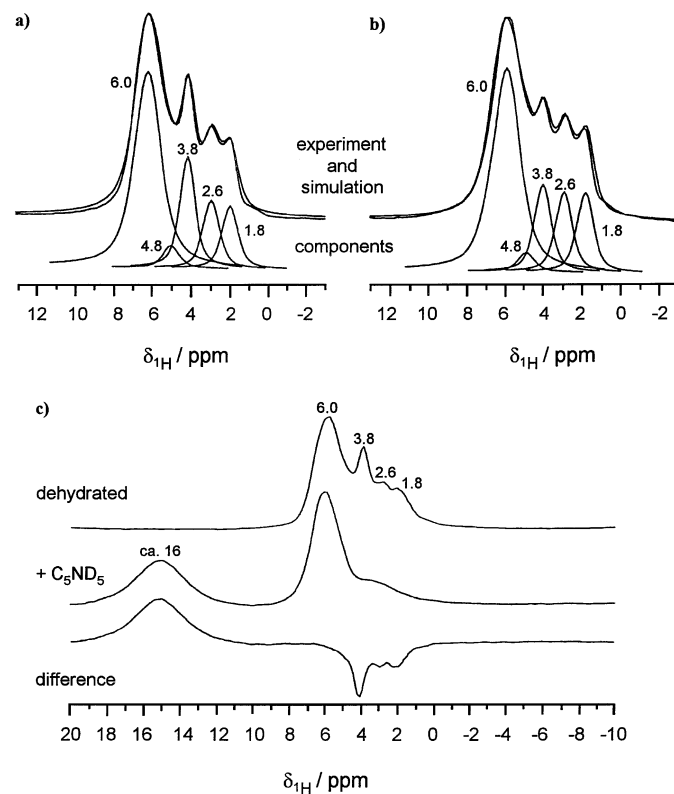 a)
b)
6.0
3.8
2.6
1.8
4.8
experiment
and
simulation
components
6.0
3.8
2.6
1.8
4.8
12 10 8 6 4 2 0 -2
12 10 8 6 4 2 0 -2
δ1H / ppm
δ1H / ppm
c)
6.0
3.8
2.6
1.8
dehydrated
ca. 16
+ C5ND5
difference
20 18 16 14 12 10 8 6 4 2 0 -2 -4 -6 -8 -10
δ1H / ppm